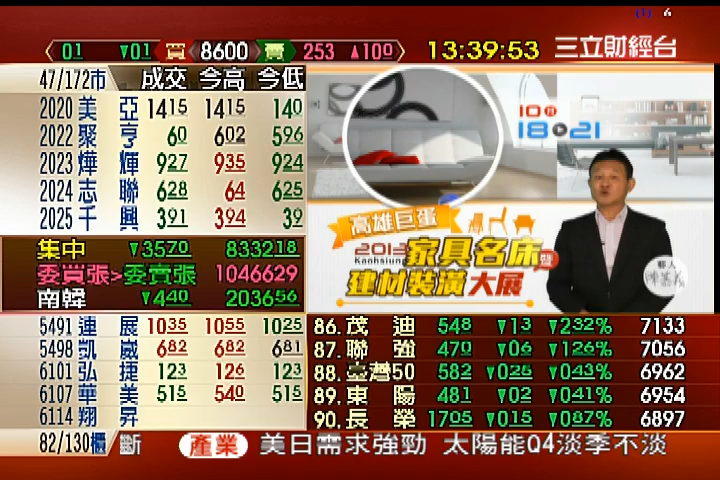 01 ▼01 買 8600 賣 253 ▲100 13:39:53 三立財經台
47/172市 成交 今高 今低
2020 美亞 1415 1415 140
2022 聚亨 60 602 596
2023 燁輝 927 935 924
2024 志聯 628 64 625
2025 千興 391 394 39
10月
18 21
高雄巨蛋
2013 家具名床
Kaohsiung
建材裝潢大展
藝人
集中 ▼3570 833218
委買張>委賣張 1046629
南韓 ▼440 203656
5491 連展 1035 1055 1025
5498 凱崴 682 682 681
6101 弘捷 123 126 123
6107 華美 515 540 515
6114 翔昇
86.茂迪 548 ▼13 ▼232% 7133
87.聯強 470 ▼06 ▼126% 7056
88.臺灣50 582 ▼025 ▼043% 6962
89.東陽 481 ▼02 ▼041% 6954
90.長榮 1705 ▼015 ▼087% 6897
82/130櫃 斷 產業 美日需求強勁 太陽能Q4淡季不淡